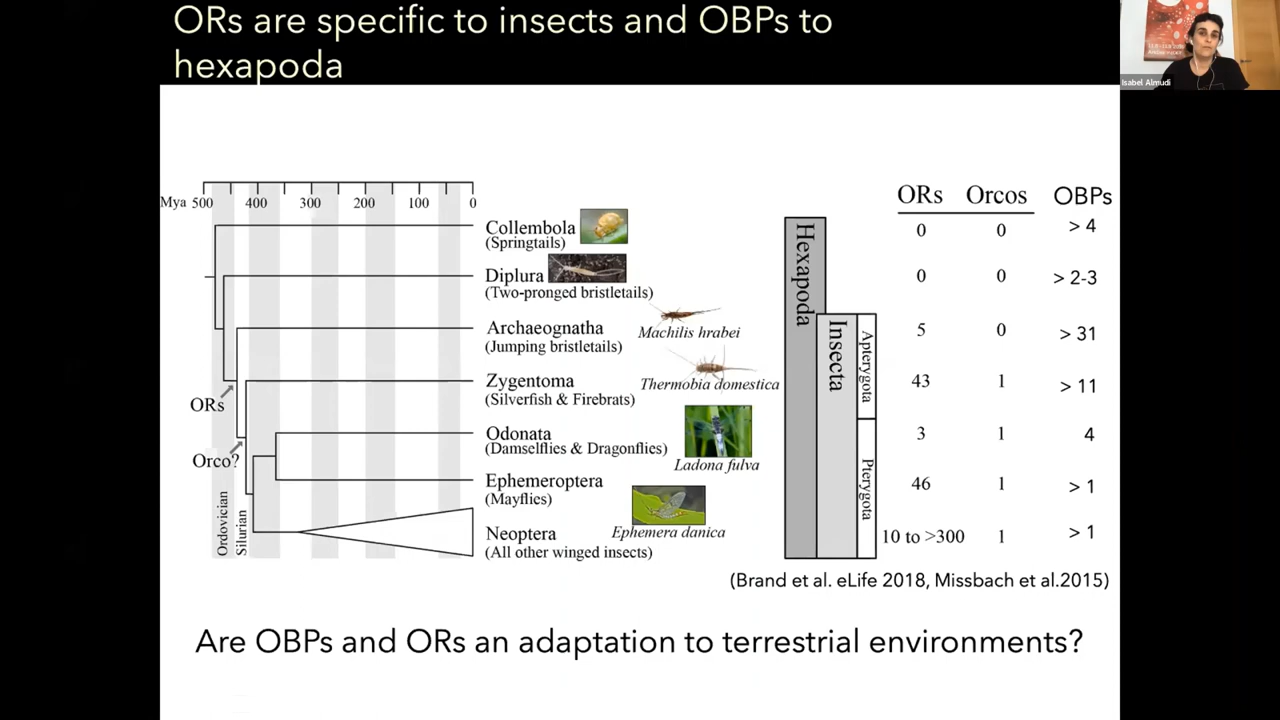 ORs are specific to insects and OBPs to
hexapoda
Isabel Almudi
Mya 500 400 300 200 100 0
ORs Orcos OBPs
Collembola 0 0 > 4
(Springtails)
Diplura 0 0 > 2-3
(Two-pronged bristletails)
Archaeognatha Machilis hrabei 5 0 > 31
(Jumping bristletails)
Zygentoma Thermobia domestica 43 1 > 11
(Silverfish & Firebrats)
Odonata 3 1 4
(Damselflies & Dragonflies) Ladona fulva
Ephemeroptera 46 1 > 1
(Mayflies)
Ephemera danica
Neoptera 10 to >300 1 > 1
(All other winged insects)
ORs
Orco?
Ordovician
Silurian
Hexapoda
Insecta
Apterygota
Pterygota
(Brand et al. eLife 2018, Missbach et al.2015)
Are OBPs and ORs an adaptation to terrestrial environments?